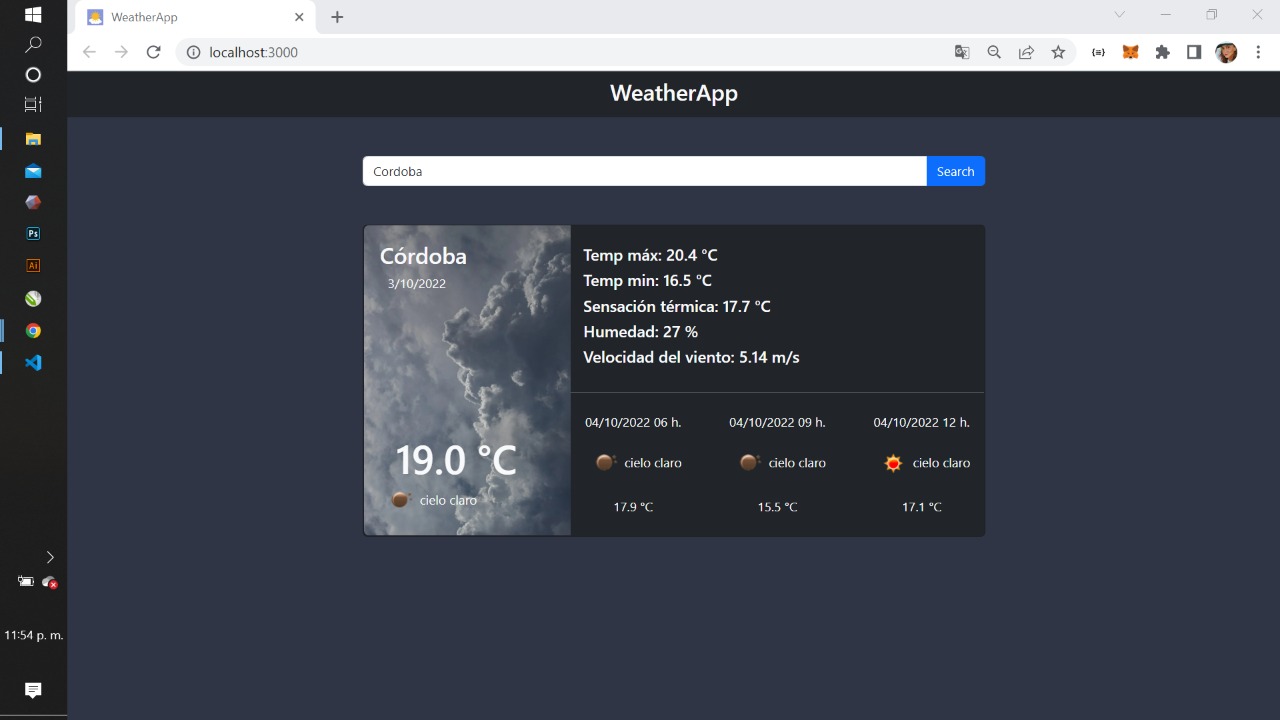 WeatherApp
localhost:3000
WeatherApp
Cordoba
Search
Córdoba
3/10/2022
19.0 °C
cielo claro
Temp máx: 20.4 °C
Temp min: 16.5 °C
Sensación térmica: 17.7 °C
Humedad: 27 %
Velocidad del viento: 5.14 m/s
04/10/2022 06 h. 04/10/2022 09 h. 04/10/2022 12 h.
cielo claro cielo claro cielo claro
17.9 °C 15.5 °C 17.1 °C
Ps
Ai
11:54 p. m.